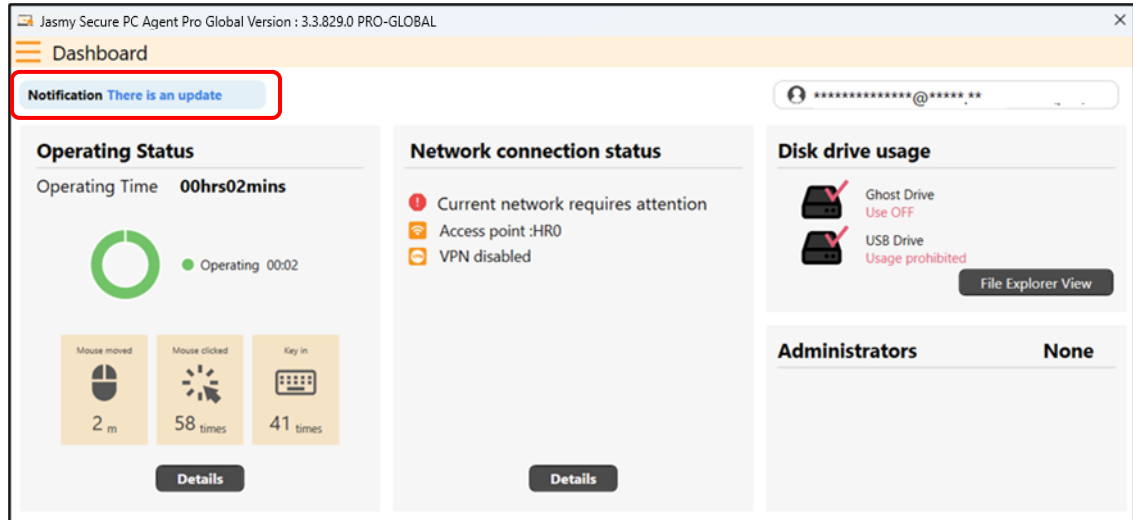 Jasmy Secure PC Agent Pro Global Version : 3.3.829.0 PRO-GLOBAL
Dashboard
Notification There is an update
**************@*****.**
Operating Status
Operating Time 00hrs02mins
Operating 00:02
Mouse moved
2 m
Mouse clicked
58 times
Key in
41 times
Details
Network connection status
Current network requires attention
Access point :HR0
VPN disabled
Details
Disk drive usage
Ghost Drive
Use OFF
USB Drive
Usage prohibited
File Explorer View
Administrators None